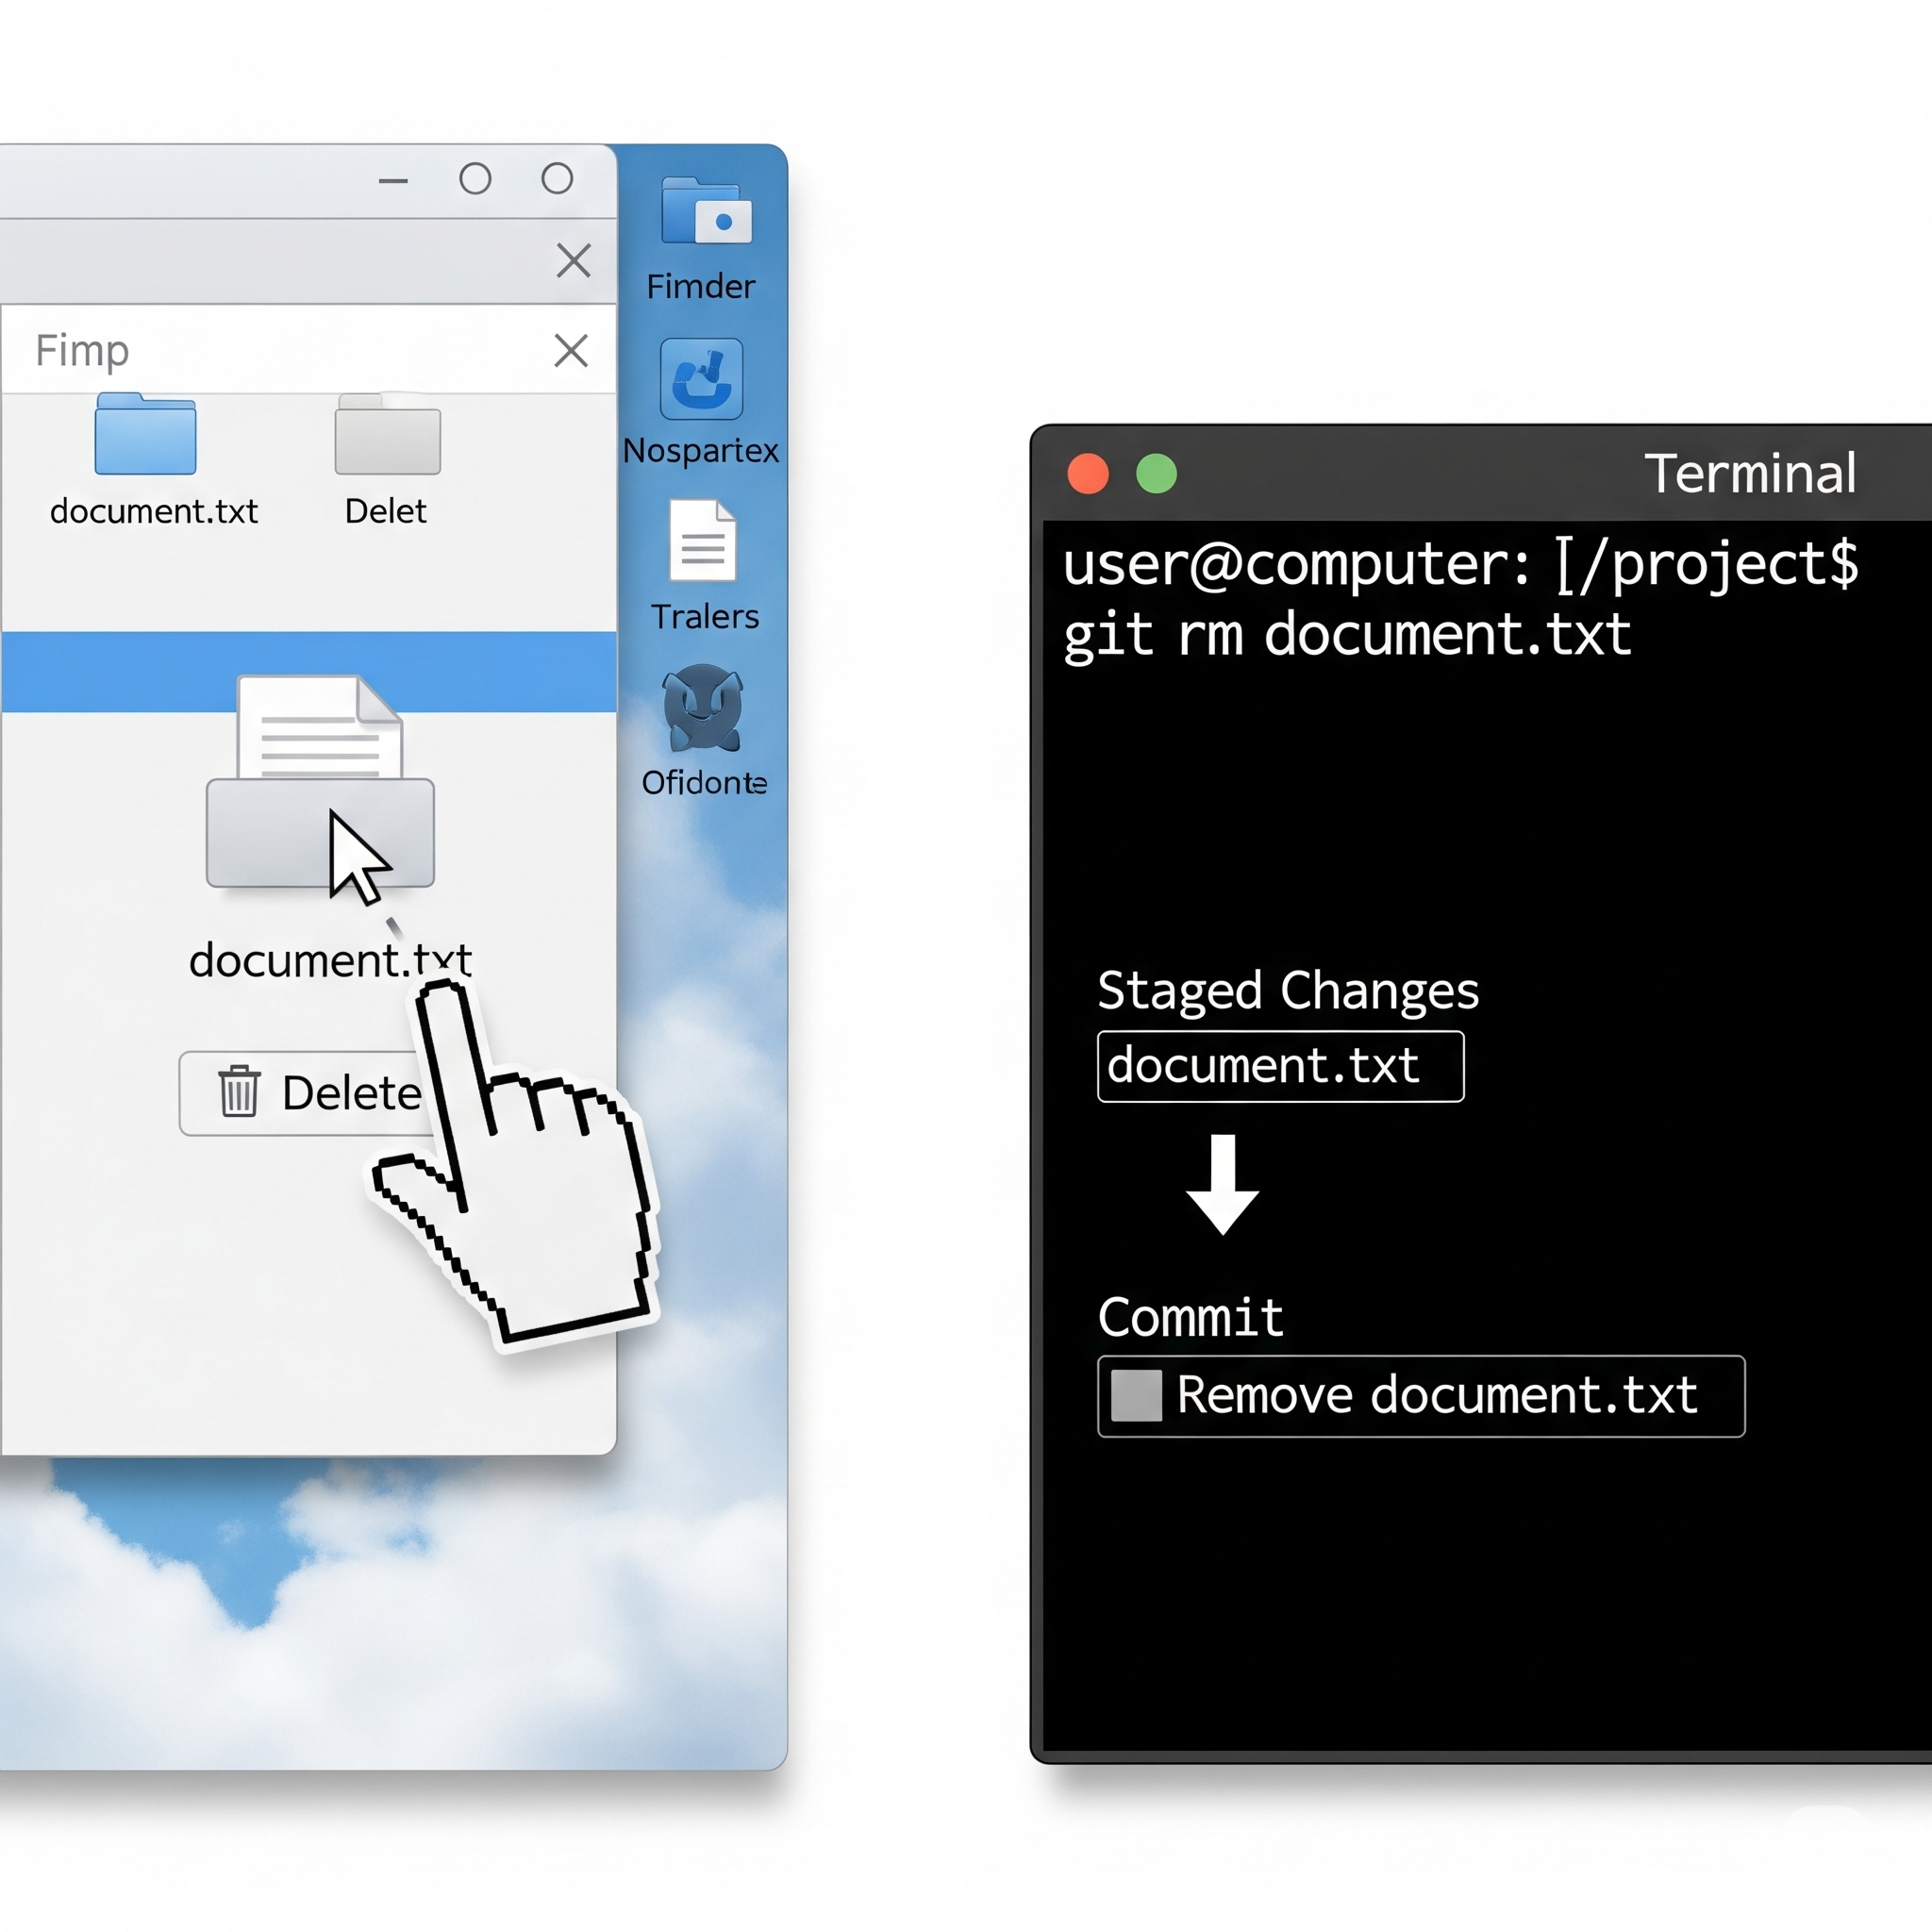 Fimp
document.txt
Delet
document.txt
Delete
Fimder
Nospartex
Tralers
Ofidonte
Terminal
user@computer: [/project$
git rm document.txt
Staged Changes
document.txt
Commit
Remove document.txt